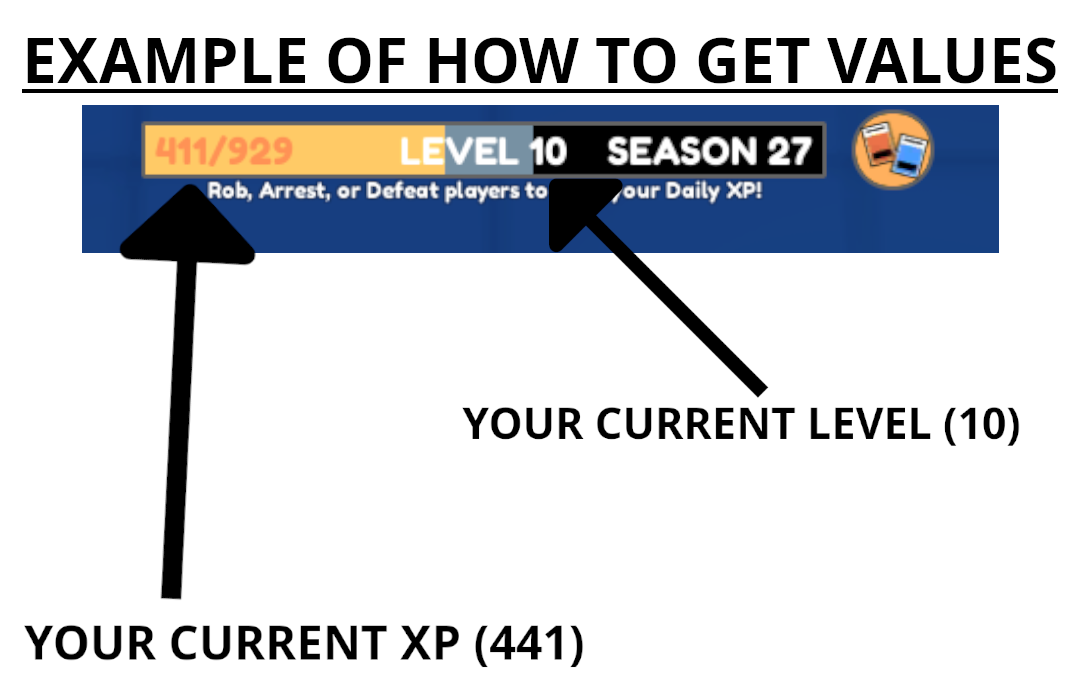 EXAMPLE OF HOW TO GET VALUES
411/929 LEVEL 10 SEASON 27
Rob, Arrest, or Defeat players to your Daily XP!
YOUR CURRENT LEVEL (10)
YOUR CURRENT XP (441)